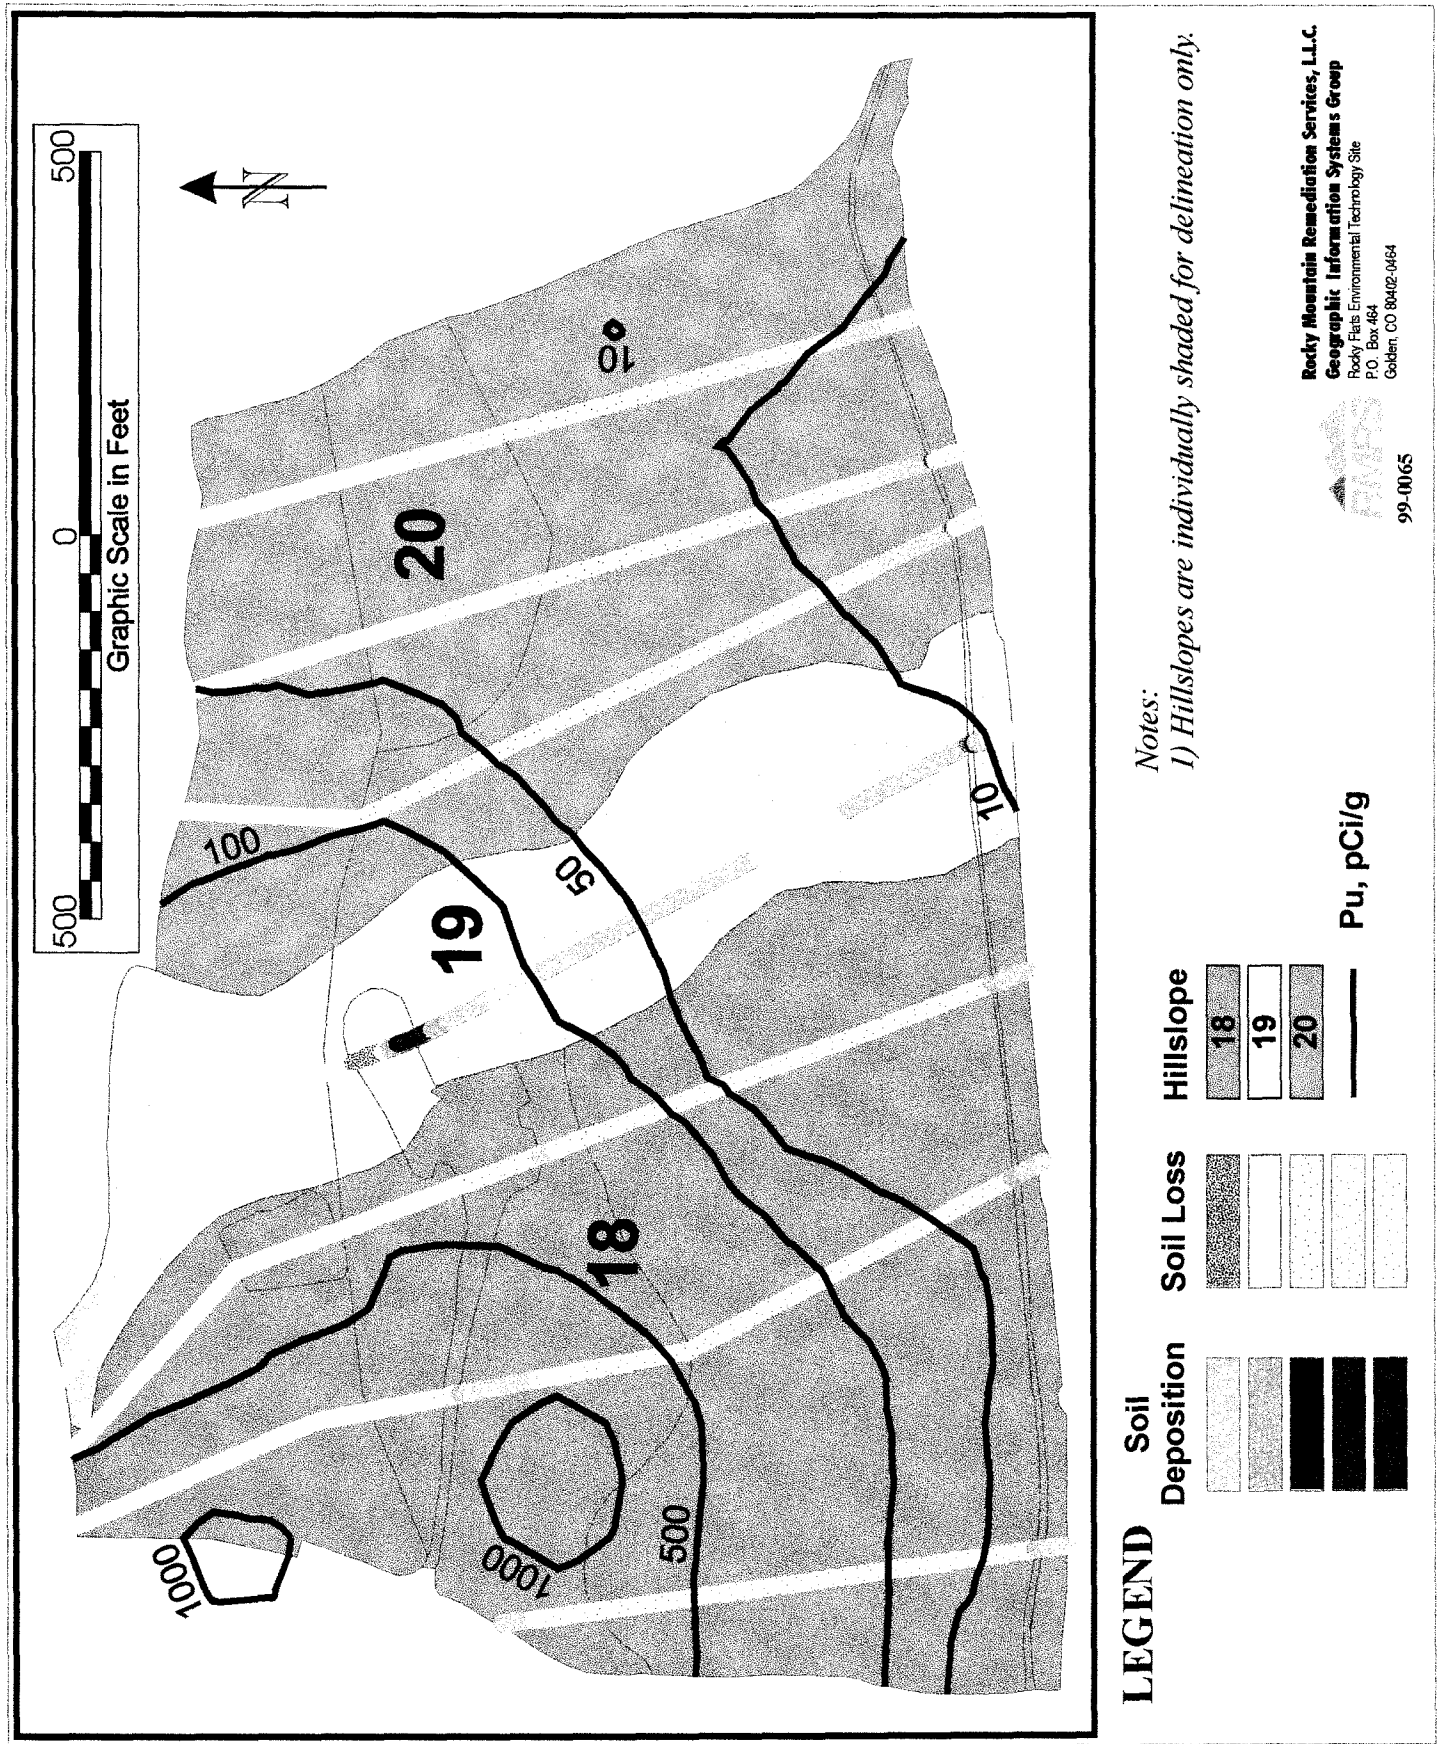 500
0
500
Graphic Scale in Feet
N
100
20
10
19
50
10
18
1000
1000
500
LEGEND
Soil
Deposition
Soil Loss
Hillslope
18
19
20
Pu, pCi/g
Notes:
1) Hillslopes are individually shaded for delineation only.
RMRS
Rocky Mountain Remediation Services, L.L.C.
Geographic Information Systems Group
Rocky Flats Environmental Technology Site
P.O. Box 464
Golden, CO 80402-0464
99-0065